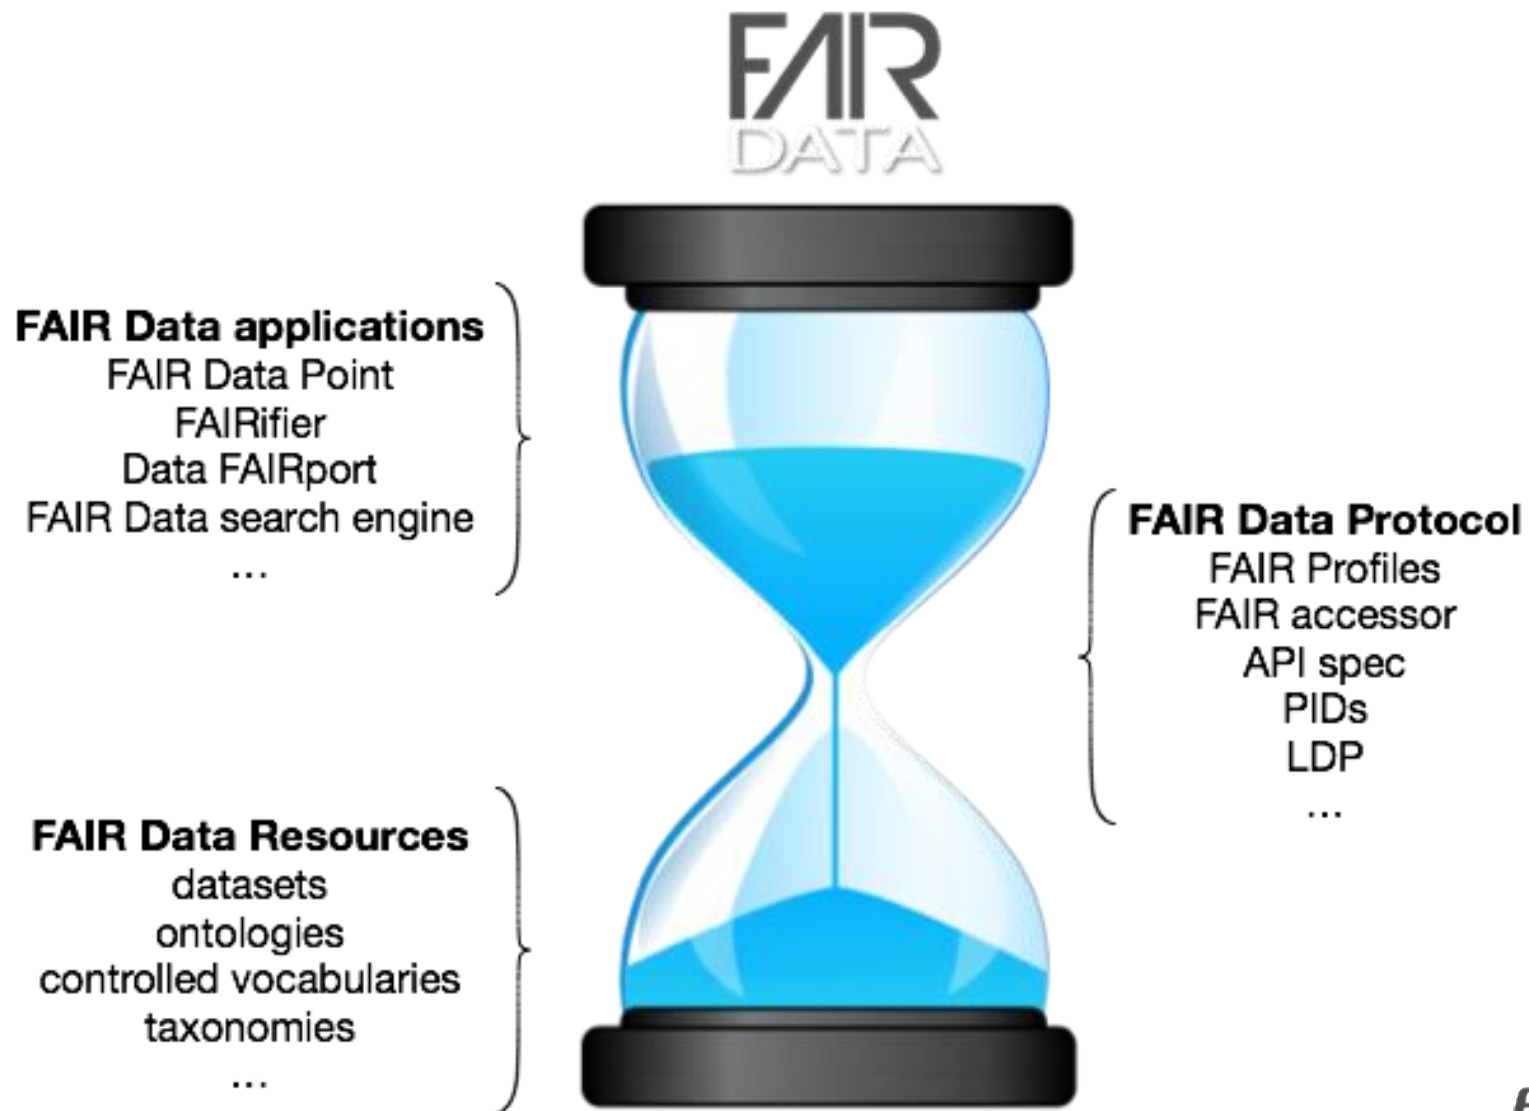 FAIR
DATA
FAIR Data applications
FAIR Data Point
FAIRifier
Data FAIRport
FAIR Data search engine
...
FAIR Data Protocol
FAIR Profiles
FAIR accessor
API spec
PIDs
LDP
...
FAIR Data Resources
datasets
ontologies
controlled vocabularies
taxonomies
...